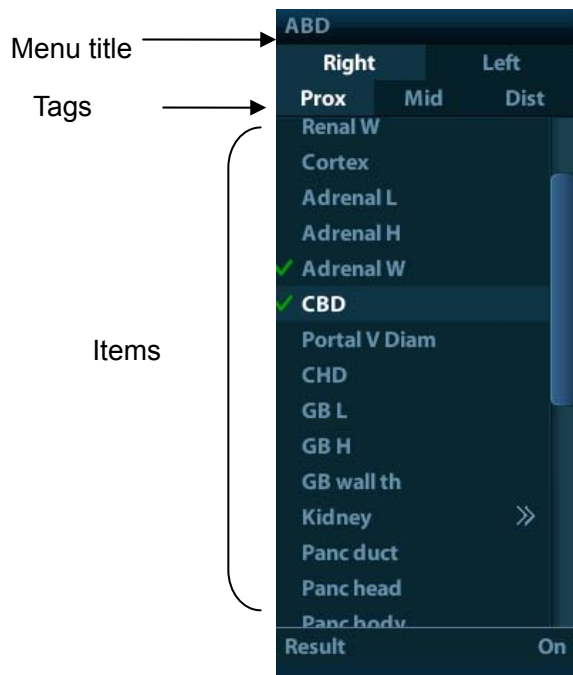 ABD
Menu title
Right Left
Tags
Prox Mid Dist
Renal W
Cortex
Adrenal L
Adrenal H
Adrenal W
CBD
Portal V Diam
Items
CHD
GB L
GB H
GB wall th
Kidney
Panc duct
Panc head
Panc body
Result On